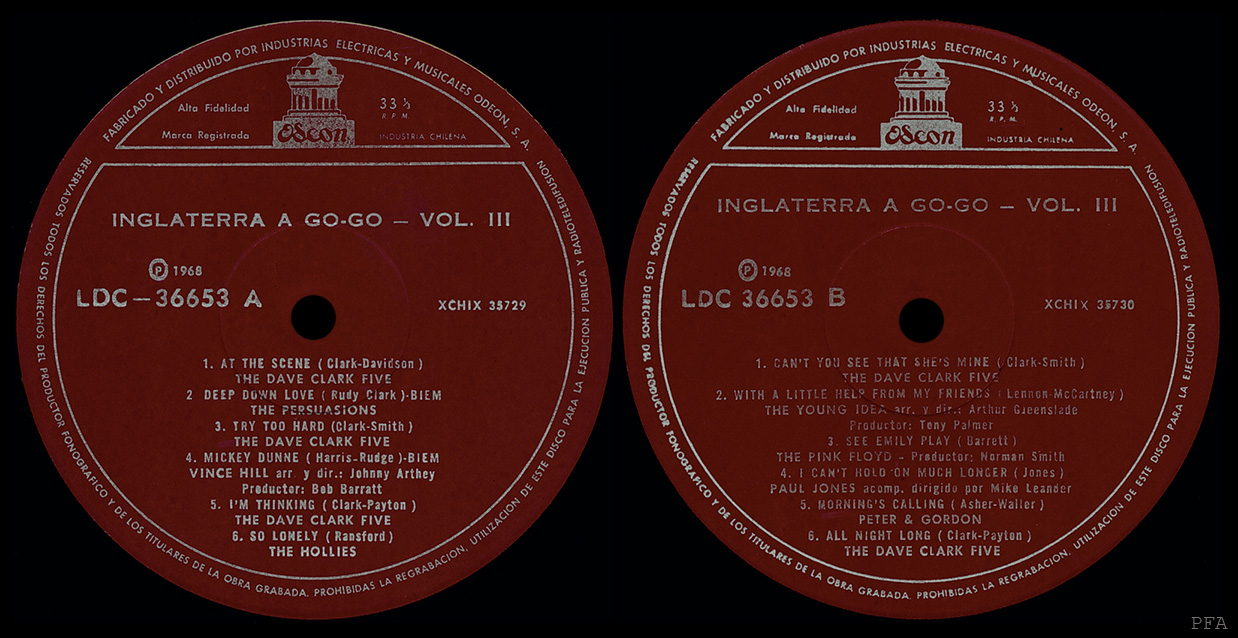 FABRICADO Y DISTRIBUIDO POR INDUSTRIAS ELECTRICAS Y MUSICALES ODEON, S. A.
Alta Fidelidad
33 ⅓
R.P.M.
Marca Registrada
Odeon
INDUSTRIA CHILENA
INGLATERRA A GO-GO — VOL. III
Ⓟ 1968
LDC — 36653 A
XCHIX 35729
1. AT THE SCENE ( Clark-Davidson )
THE DAVE CLARK FIVE
2 DEEP DOWN LOVE ( Rudy Clark )-BIEM
THE PERSUASIONS
3. TRY TOO HARD (Clark-Smith )
THE DAVE CLARK FIVE
4. MICKEY DUNNE ( Harris-Rudge )-BIEM
VINCE HILL arr. y dir.: Johnny Arthey
Productor: Bob Barratt
5. I'M THINKING ( Clark-Payton )
THE DAVE CLARK FIVE
6. SO LONELY ( Ransford )
THE HOLLIES
RESERVADOS TODOS LOS DERECHOS DEL PRODUCTOR FONOGRAFICO Y DE LOS TITULARES DE LA OBRA GRABADA. PROHIBIDAS LA REGRABACION, UTILIZACION DE ESTE DISCO PARA LA EJECUCION PUBLICA Y RADIOTELEDIFUSION
FABRICADO Y DISTRIBUIDO POR INDUSTRIAS ELECTRICAS Y MUSICALES ODEON, S. A.
Alta Fidelidad
33 ⅓
R.P.M.
Marca Registrada
Odeon
INDUSTRIA CHILENA
INGLATERRA A GO-GO — VOL. III
Ⓟ 1968
LDC 36653 B
XCHIX 35730
1. CAN'T YOU SEE THAT SHE'S MINE ( Clark-Smith )
THE DAVE CLARK FIVE
2. WITH A LITTLE HELP FROM MY FRIENDS ( Lennon-McCartney )
THE YOUNG IDEA arr. y dir.: Arthur Greenslade
Productor: Tony Palmer
3. SEE EMILY PLAY ( Barrett )
THE PINK FLOYD - Productor: Norman Smith
4. I CAN'T HOLD ON MUCH LONGER ( Jones )
PAUL JONES acomp. dirigido por Mike Leander
5. MORNING'S CALLING ( Asher-Waller )
PETER & GORDON
6. ALL NIGHT LONG ( Clark-Payton )
THE DAVE CLARK FIVE
RESERVADOS TODOS LOS DERECHOS DEL PRODUCTOR FONOGRAFICO Y DE LOS TITULARES DE LA OBRA GRABADA. PROHIBIDAS LA REGRABACION, UTILIZACION DE ESTE DISCO PARA LA EJECUCION PUBLICA Y RADIOTELEDIFUSION
PFA